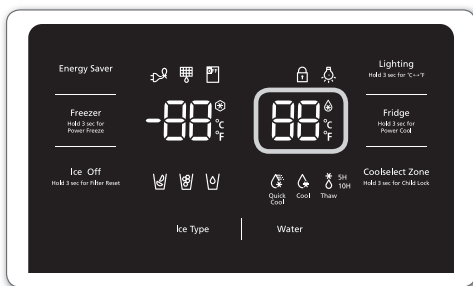 Energy Saver
Lighting
Hold 3 sec for °C↔°F
Freezer
Hold 3 sec for
Power Freeze
-88 °C
°F
88 °C
°F
Fridge
Hold 3 sec for
Power Cool
Ice Off
Hold 3 sec for Filter Reset
Quick
Cool
Cool
Thaw
5H
10H
Coolselect Zone
Hold 3 sec for Child Lock
Ice Type
Water